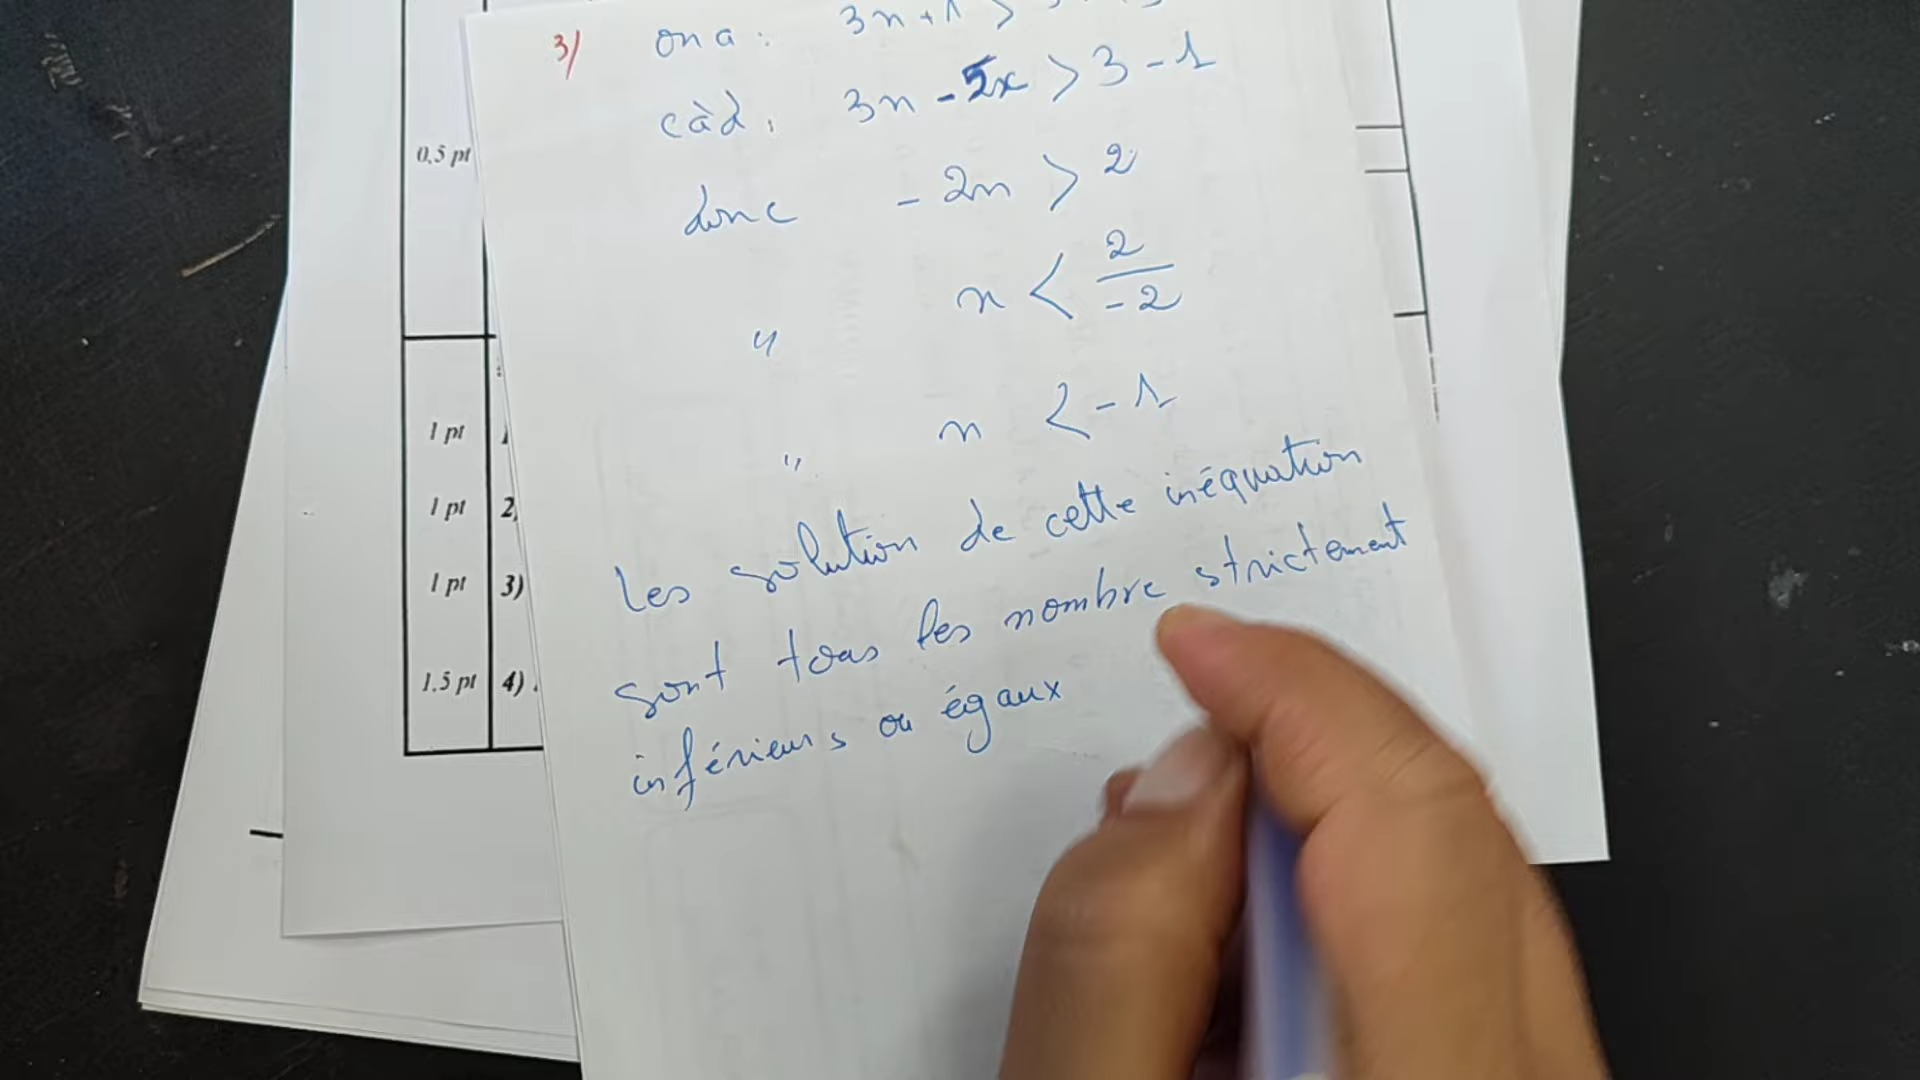 3/ on a : 3x+1 >
càd, 3x -5x > 3-1
donc -2x > 2
" x < 2/-2
" x < -1
Les solution de cette inéquation
sont tous les nombre strictement
inférieurs ou égaux
0,5 pt
1 pt
1 pt 2)
1 pt 3)
1.5 pt 4)